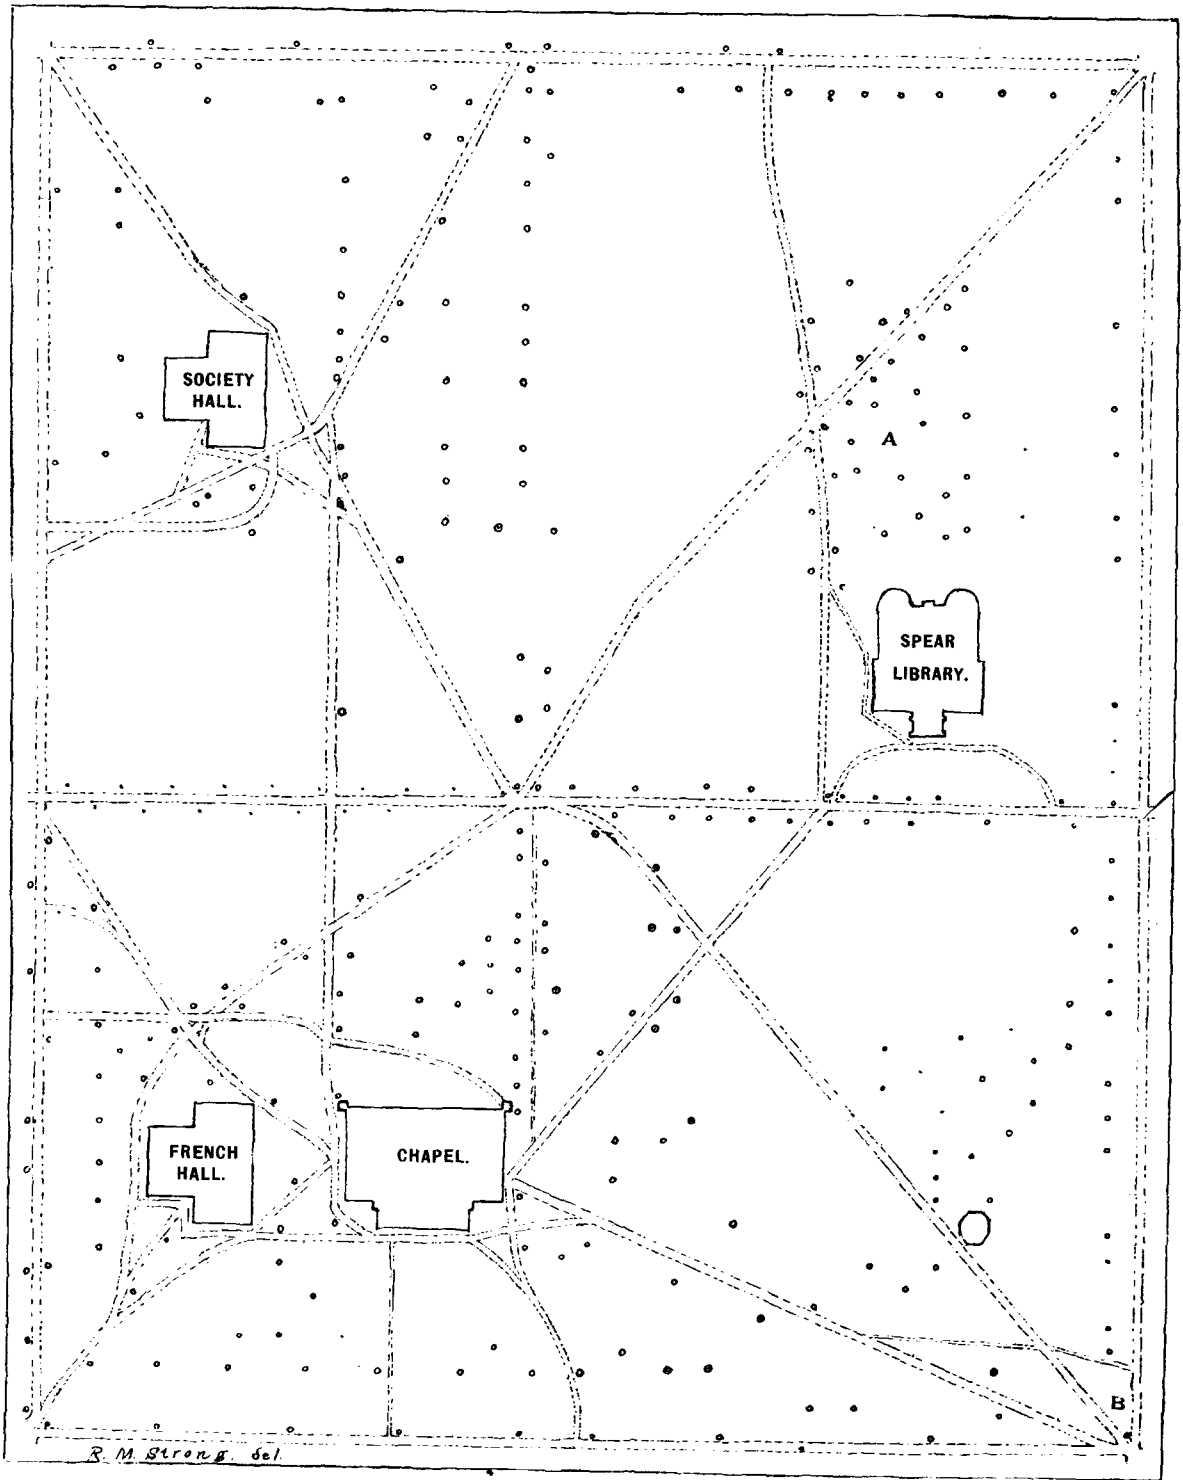 SOCIETY
HALL.
A
SPEAR
LIBRARY.
FRENCH
HALL.
CHAPEL.
B
R. M. Strong. del.